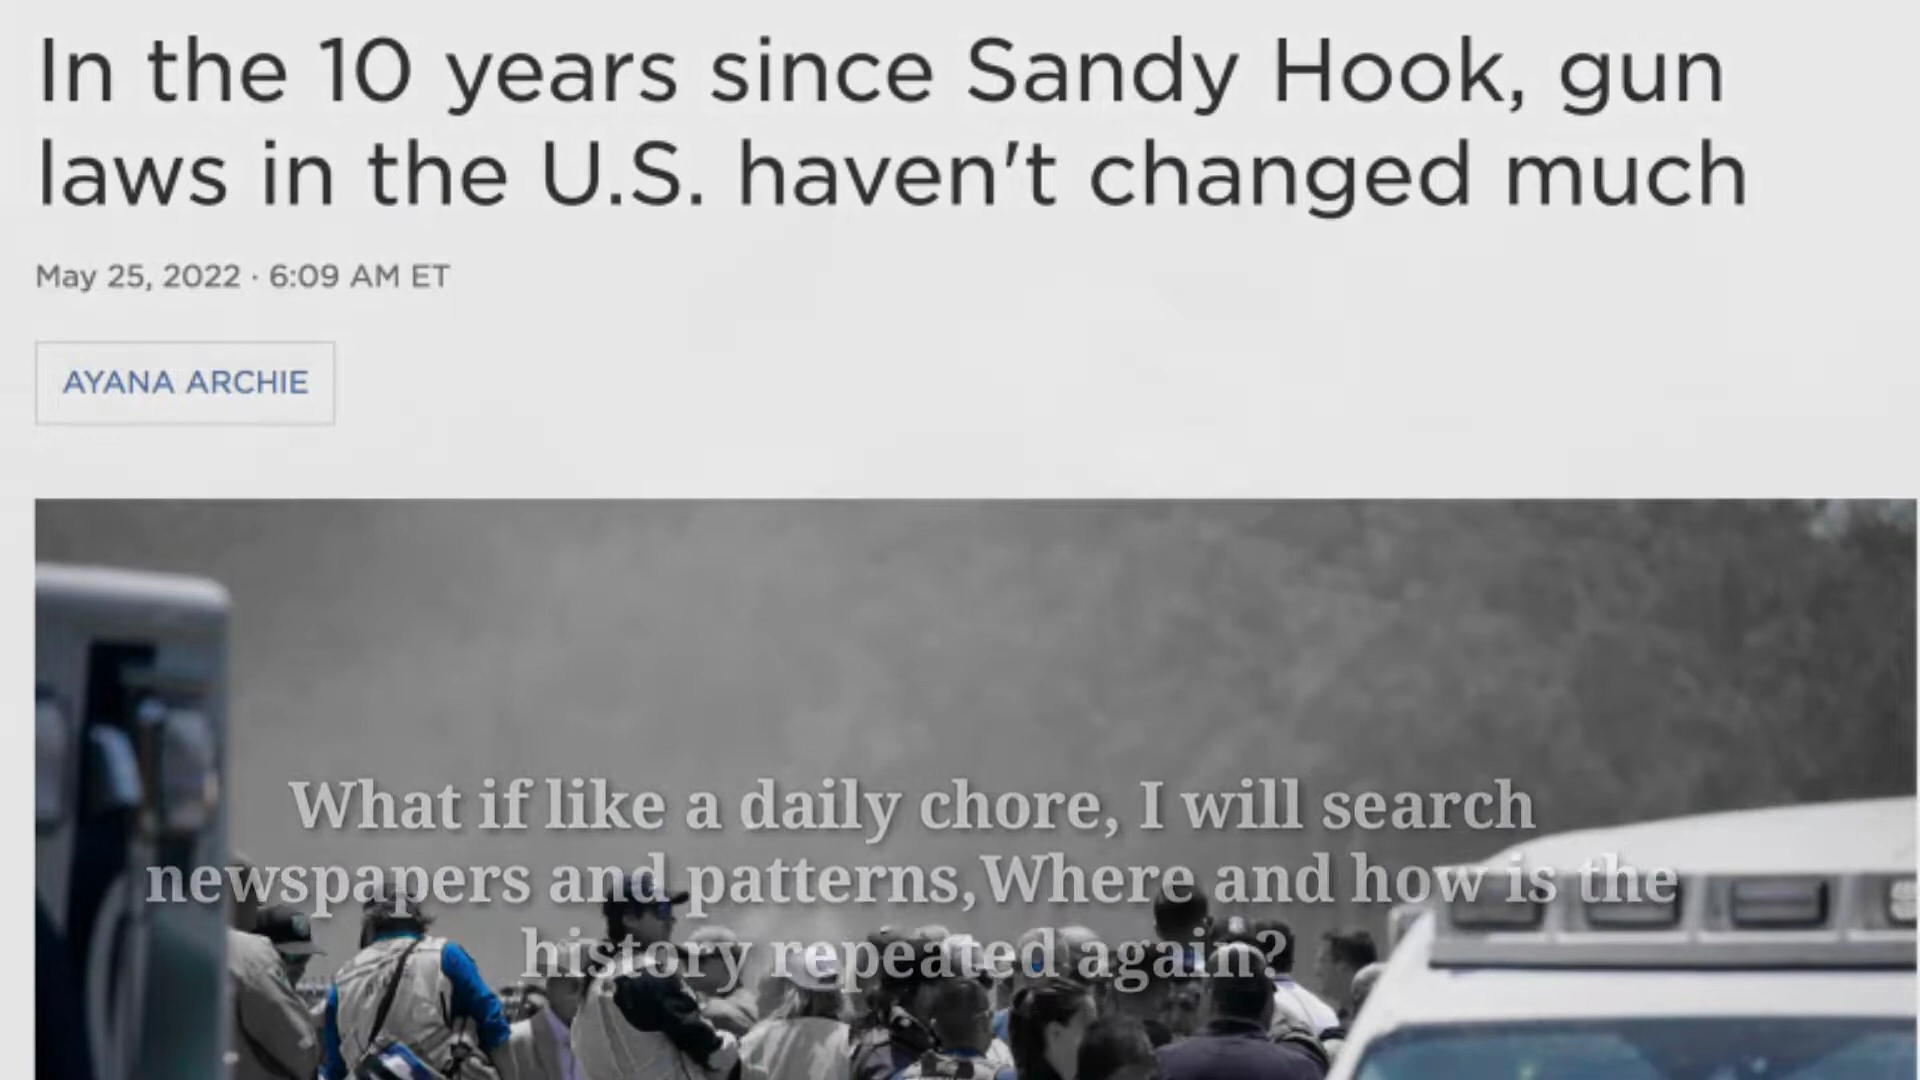 In the 10 years since Sandy Hook, gun
laws in the U.S. haven't changed much
May 25, 2022 · 6:09 AM ET
AYANA ARCHIE
What if like a daily chore, I will search
newspapers and patterns,Where and how is the
history repeated again?